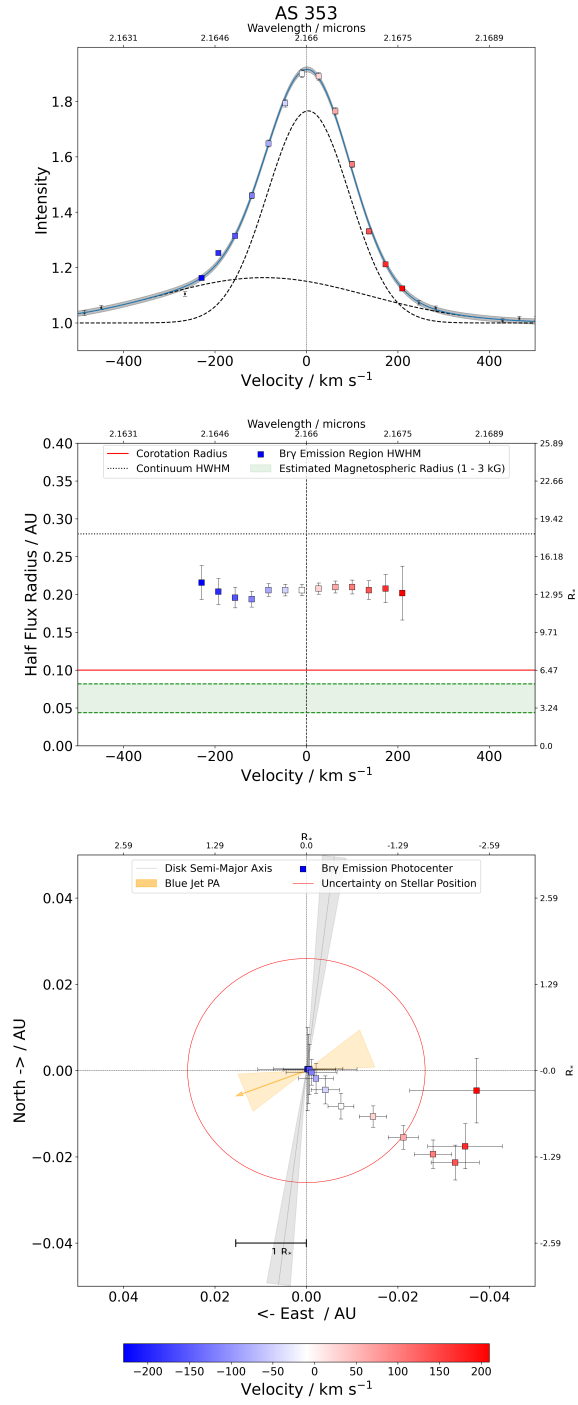 AS 353
Wavelength / microns
2.1631 2.1646 2.166 2.1675 2.1689
Intensity
1.8
1.6
1.4
1.2
1.0
−400 −200 0 200 400
Velocity / km s⁻¹
Wavelength / microns
2.1631 2.1646 2.166 2.1675 2.1689
Corotation Radius
Continuum HWHM
Brγ Emission Region HWHM
Estimated Magnetospheric Radius (1 - 3 kG)
Half Flux Radius / AU
0.40
0.35
0.30
0.25
0.20
0.15
0.10
0.05
0.00
25.89
22.66
19.42
16.18
12.95
9.71
6.47
3.24
0.0
R*
−400 −200 0 200 400
Velocity / km s⁻¹
R*
2.59 1.29 0.0 -1.29 -2.59
Disk Semi-Major Axis
Blue Jet PA
Brγ Emission Photocenter
Uncertainty on Stellar Position
North -> / AU
0.04
0.02
0.00
−0.02
−0.04
2.59
1.29
-0.0
-1.29
-2.59
R*
1 R*
0.04 0.02 0.00 −0.02 −0.04
<- East / AU
−200 −150 −100 −50 0 50 100 150 200
Velocity / km s⁻¹